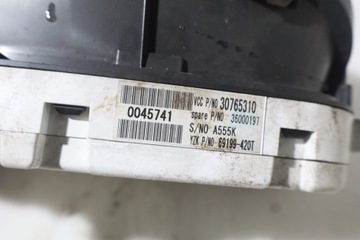 VCC P/NO 30765310
spare P/NO 36000197
0045741
S/NO A555K
YZK P/NO 69199-420T